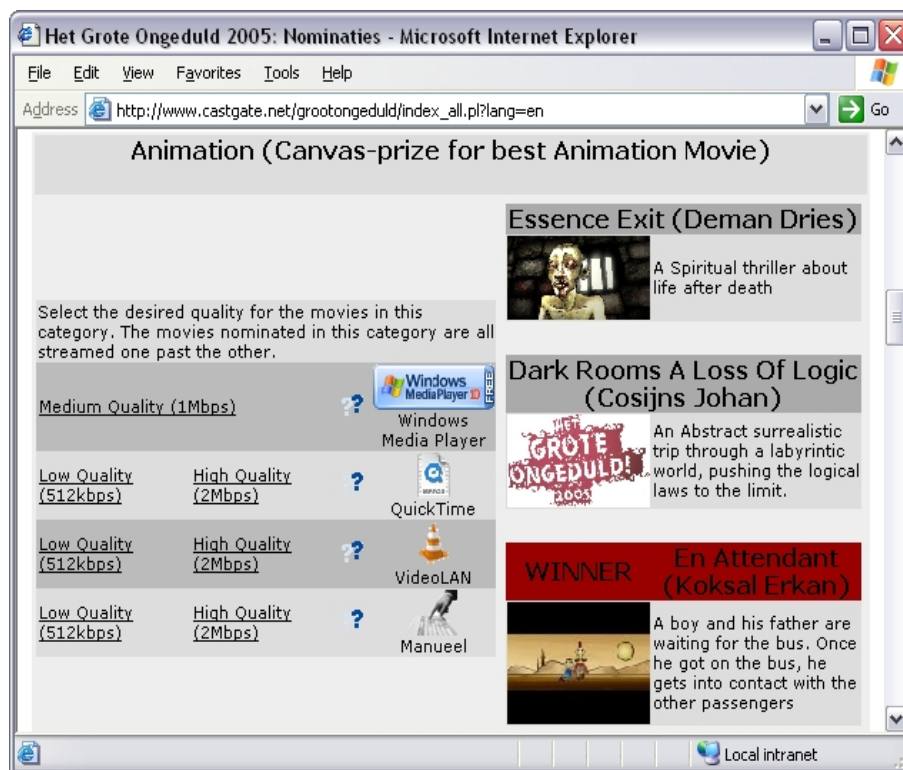 Het Grote Ongeduld 2005: Nominaties - Microsoft Internet Explorer
File Edit View Favorites Tools Help
Address http://www.castgate.net/grootongeduld/index_all.pl?lang=en Go
Animation (Canvas-prize for best Animation Movie)
Select the desired quality for the movies in this
category. The movies nominated in this category are all
streamed one past the other.
Medium Quality (1Mbps) ??
Windows
MediaPlayer 10
FREE
Windows
Media Player
Low Quality
(512kbps)
High Quality
(2Mbps)
??
QuickTime
Low Quality
(512kbps)
High Quality
(2Mbps)
??
VideoLAN
Low Quality
(512kbps)
High Quality
(2Mbps)
??
Manueel
Essence Exit (Deman Dries)
A Spiritual thriller about
life after death
Dark Rooms A Loss Of Logic
(Cosijns Johan)
HET
GROTE
ONGEDULD!
2005
An Abstract surrealistic
trip through a labyrintic
world, pushing the logical
laws to the limit.
WINNER
En Attendant
(Koksal Erkan)
A boy and his father are
waiting for the bus. Once
he got on the bus, he
gets into contact with the
other passengers
Local intranet